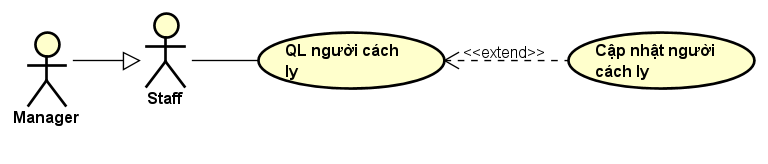 QL người cách
ly
<<extend>>
Cập nhật người
cách ly
Staff
Manager